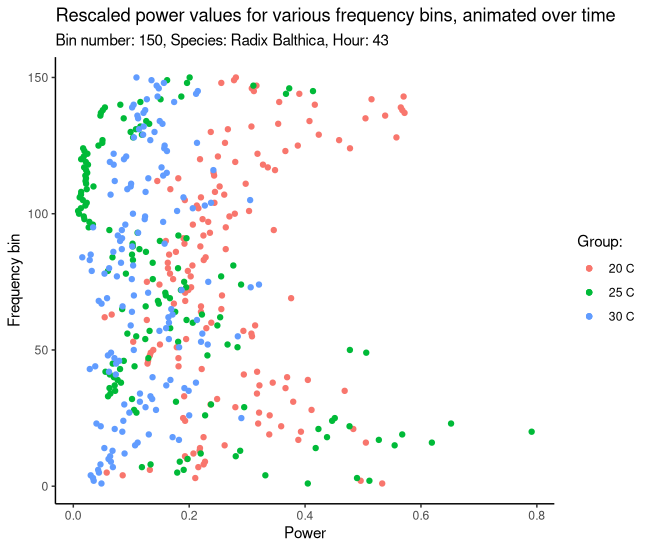 Rescaled power values for various frequency bins, animated over time
Bin number: 150, Species: Radix Balthica, Hour: 43
150
100
50
0
Frequency bin
0.0 0.2 0.4 0.6 0.8
Power
Group:
20 C
25 C
30 C